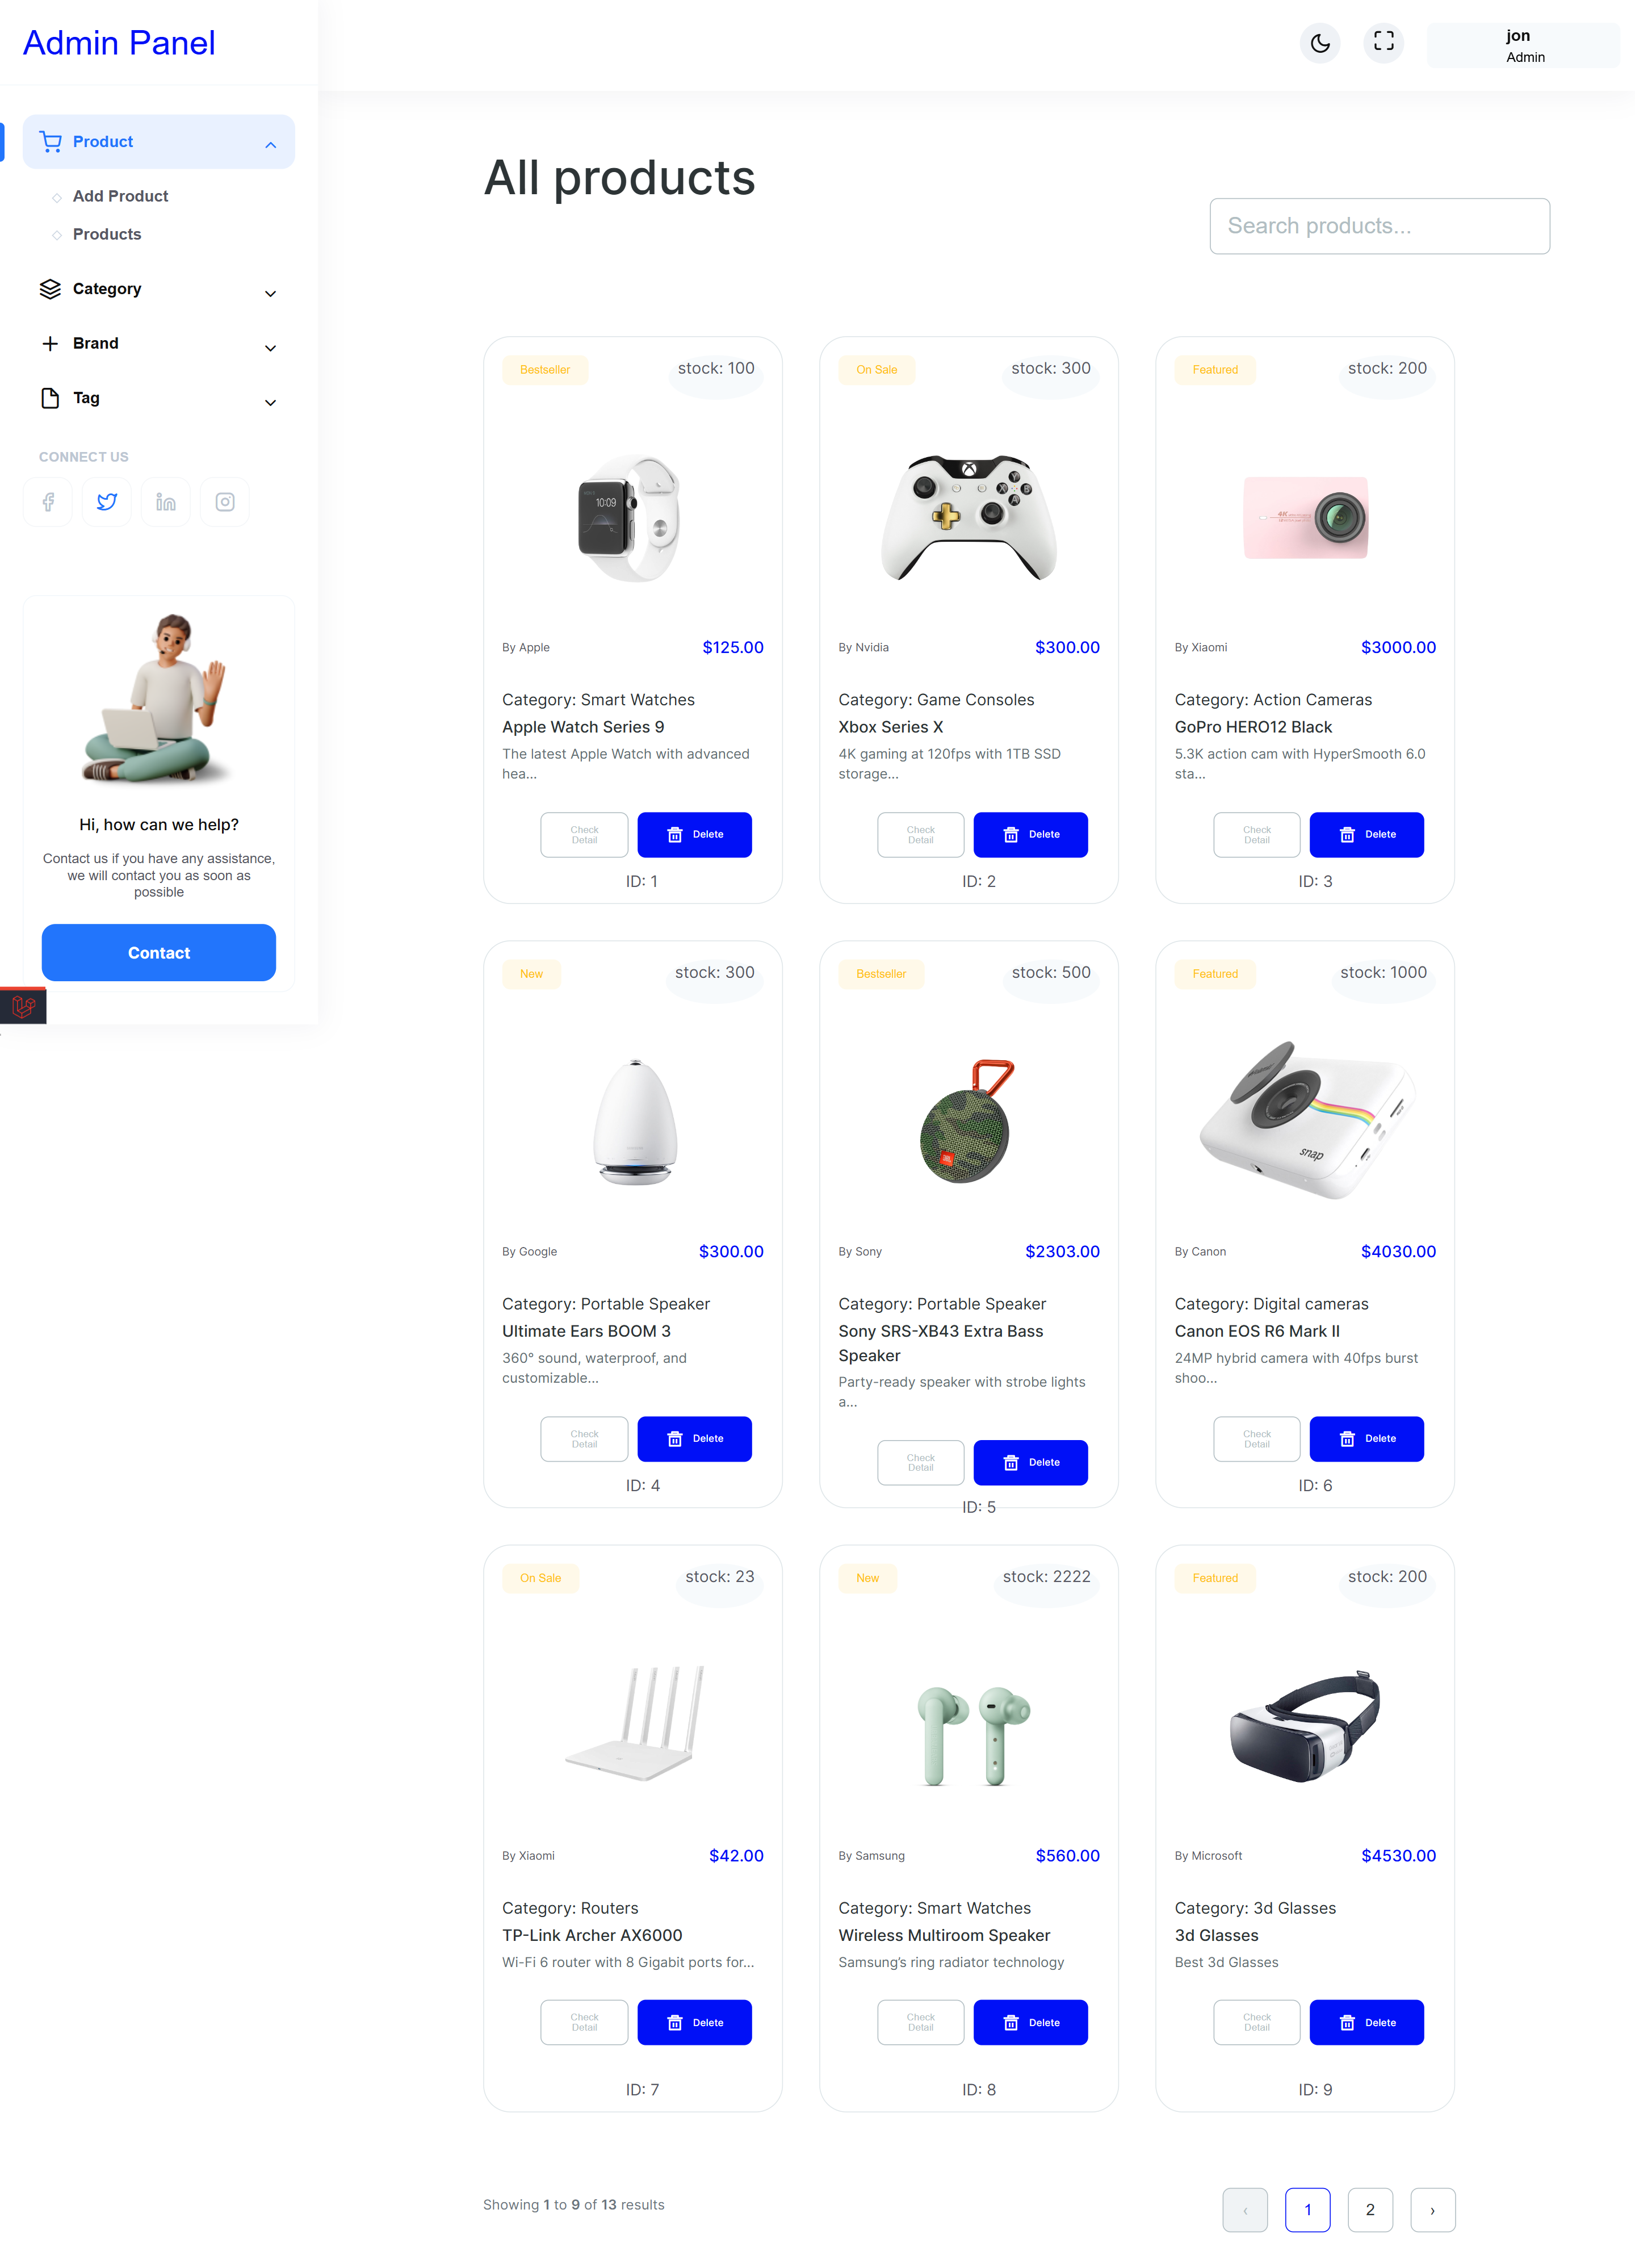 Admin Panel
jon
Admin
Product
Add Product
Products
Category
Brand
Tag
CONNECT US
Hi, how can we help?
Contact us if you have any assistance,
we will contact you as soon as
possible
Contact
All products
Search products...
Bestseller
stock: 100
10:09
By Apple
$125.00
Category: Smart Watches
Apple Watch Series 9
The latest Apple Watch with advanced
hea...
Check
Detail
Delete
ID: 1
On Sale
stock: 300
Y
X
B
A
By Nvidia
$300.00
Category: Game Consoles
Xbox Series X
4K gaming at 120fps with 1TB SSD
storage...
Check
Detail
Delete
ID: 2
Featured
stock: 200
4K
By Xiaomi
$3000.00
Category: Action Cameras
GoPro HERO12 Black
5.3K action cam with HyperSmooth 6.0
sta...
Check
Detail
Delete
ID: 3
New
stock: 300
By Google
$300.00
Category: Portable Speaker
Ultimate Ears BOOM 3
360° sound, waterproof, and
customizable...
Check
Detail
Delete
ID: 4
Bestseller
stock: 500
By Sony
$2303.00
Category: Portable Speaker
Sony SRS-XB43 Extra Bass
Speaker
Party-ready speaker with strobe lights
a...
Check
Detail
Delete
ID: 5
Featured
stock: 1000
snap
By Canon
$4030.00
Category: Digital cameras
Canon EOS R6 Mark II
24MP hybrid camera with 40fps burst
shoo...
Check
Detail
Delete
ID: 6
On Sale
stock: 23
By Xiaomi
$42.00
Category: Routers
TP-Link Archer AX6000
Wi-Fi 6 router with 8 Gigabit ports for...
Check
Detail
Delete
ID: 7
New
stock: 2222
By Samsung
$560.00
Category: Smart Watches
Wireless Multiroom Speaker
Samsung's ring radiator technology
Check
Detail
Delete
ID: 8
Featured
stock: 200
By Microsoft
$4530.00
Category: 3d Glasses
3d Glasses
Best 3d Glasses
Check
Detail
Delete
ID: 9
Showing 1 to 9 of 13 results
‹ 1 2 ›